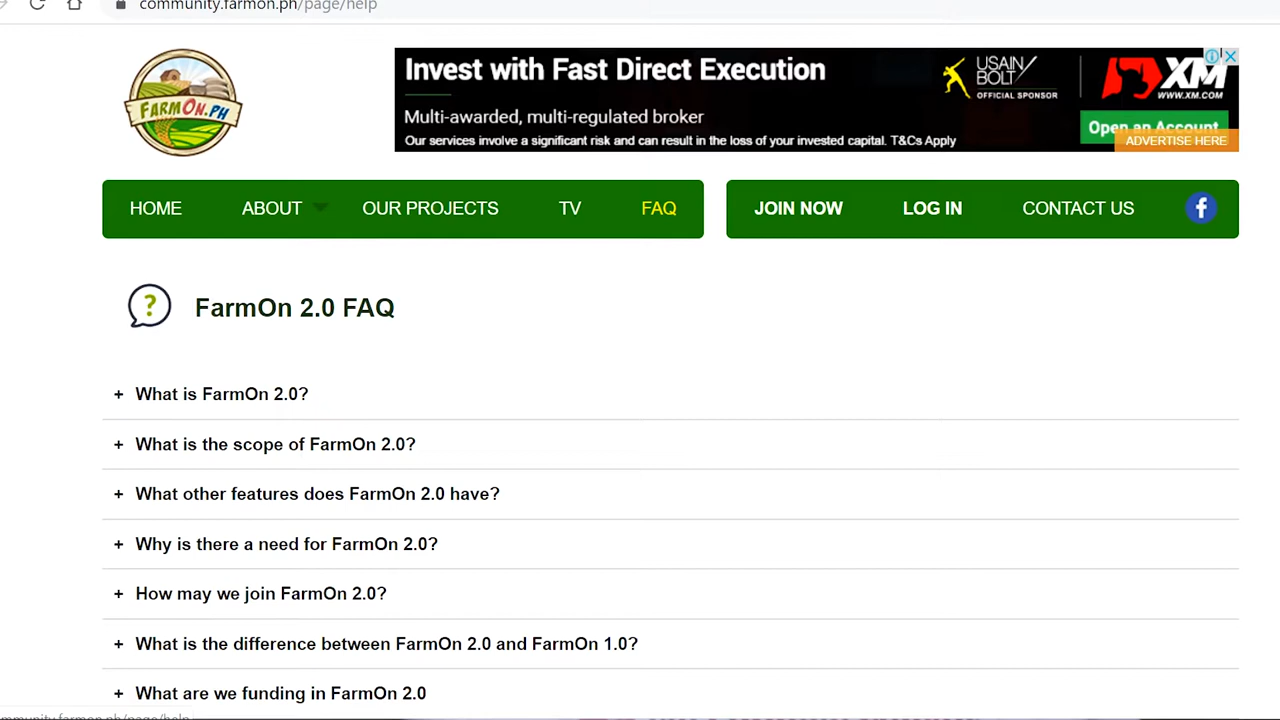 community.farmon.ph/page/help
FARMON.PH
Invest with Fast Direct Execution
Multi-awarded, multi-regulated broker
Our services involve a significant risk and can result in the loss of your invested capital. T&Cs Apply
USAIN
BOLT
OFFICIAL SPONSOR
XM
WWW.XM.COM
Open an Account
ADVERTISE HERE
HOME ABOUT OUR PROJECTS TV FAQ JOIN NOW LOG IN CONTACT US f
? FarmOn 2.0 FAQ
+ What is FarmOn 2.0?
+ What is the scope of FarmOn 2.0?
+ What other features does FarmOn 2.0 have?
+ Why is there a need for FarmOn 2.0?
+ How may we join FarmOn 2.0?
+ What is the difference between FarmOn 2.0 and FarmOn 1.0?
+ What are we funding in FarmOn 2.0